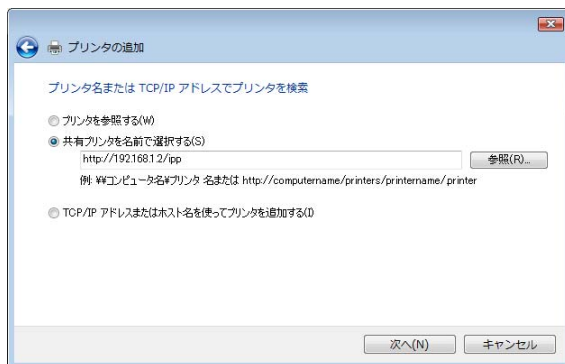 プリンタの追加
プリンタ名または TCP/IP アドレスでプリンタを検索
プリンタを参照する(W)
共有プリンタを名前で選択する(S)
http://192.168.1.2/ipp
参照(R)...
例: ¥¥コンピュータ名¥プリンタ 名または http://computername/printers/printername/printer
TCP/IP アドレスまたはホスト名を使ってプリンタを追加する(I)
次へ(N)
キャンセル